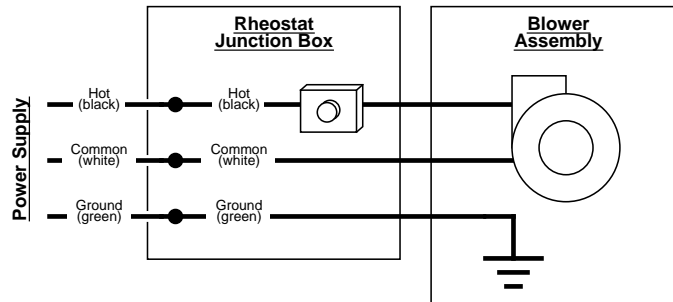 Rheostat
Junction Box
Blower
Assembly
Power Supply
Hot
(black)
Hot
(black)
Common
(white)
Common
(white)
Ground
(green)
Ground
(green)